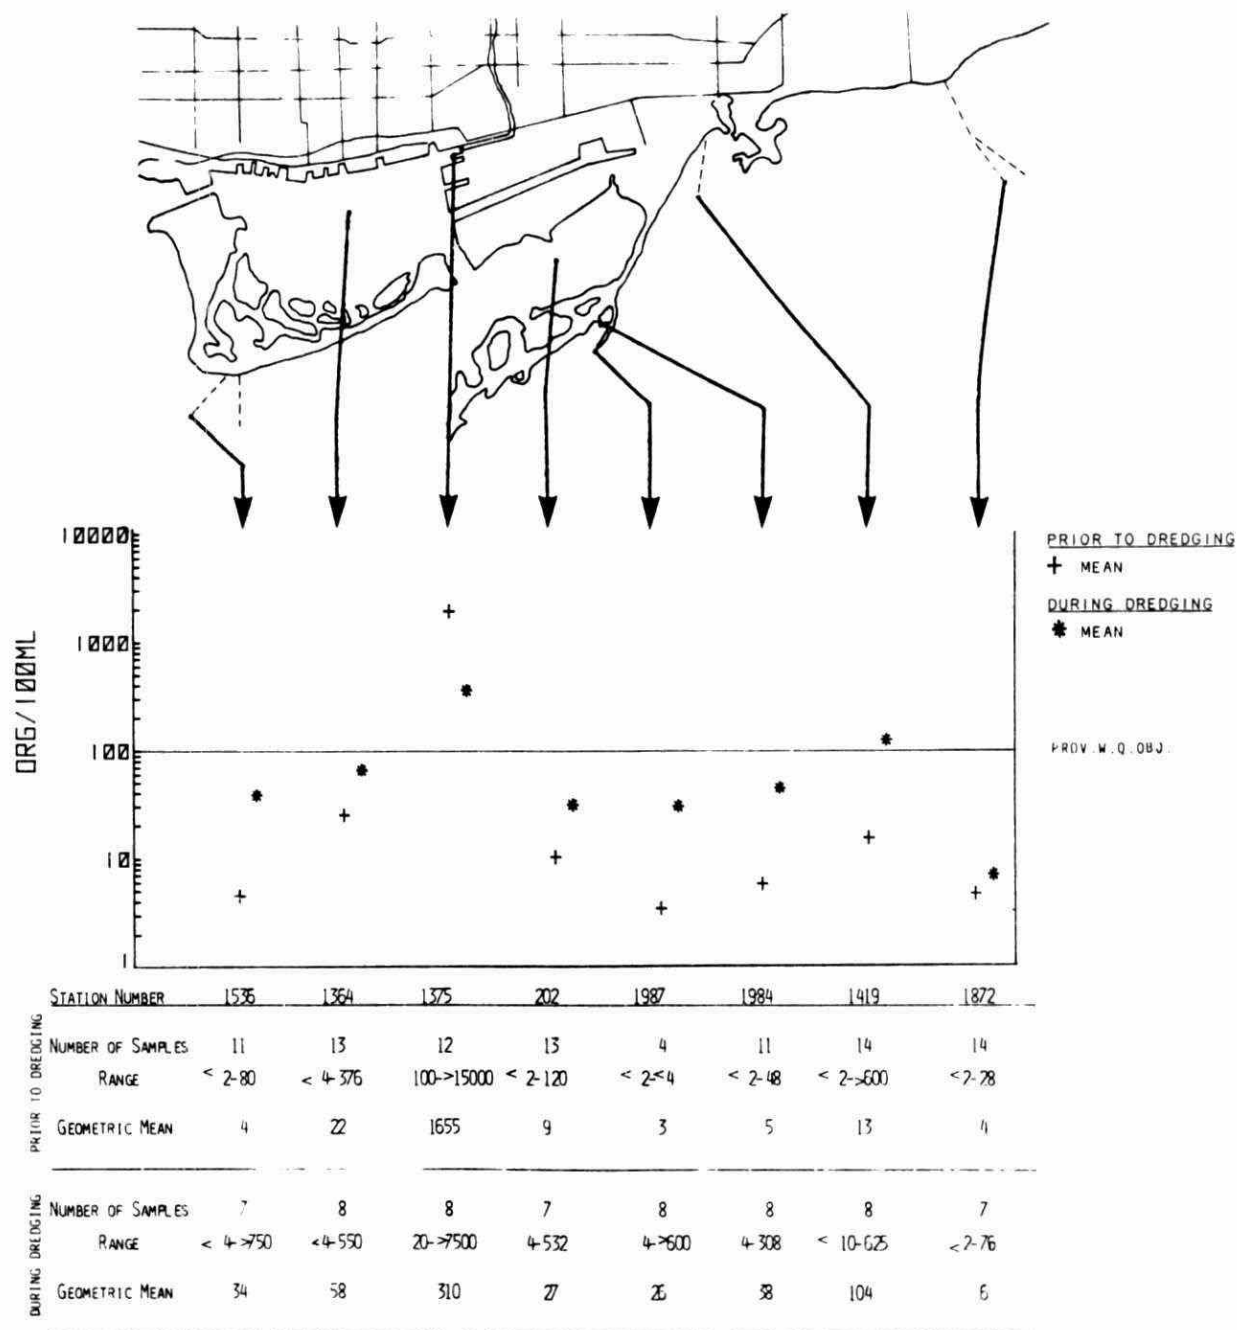 10000
PRIOR TO DREDGING
+ MEAN
DURING DREDGING
* MEAN
1000
ORG/100ML
100
PROV.W.Q.OBJ.
10
1
STATION NUMBER 1536 1364 1375 202 1987 1984 1419 1872
PRIOR TO DREDGING
NUMBER OF SAMPLES 11 13 12 13 4 11 14 14
RANGE < 2-80 < 4-376 100->15000 < 2-120 < 2-<4 < 2-48 < 2->600 <2-28
GEOMETRIC MEAN 4 22 1655 9 3 5 13 4
DURING DREDGING
NUMBER OF SAMPLES 7 8 8 7 8 8 8 7
RANGE < 4->750 <4-550 20->7500 4-532 4->600 4-308 < 10-625 <2-76
GEOMETRIC MEAN 34 58 310 27 26 38 104 6